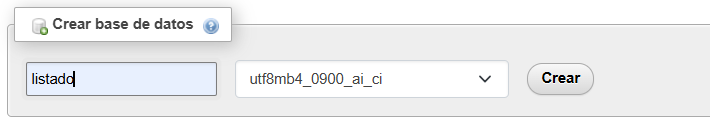 Crear base de datos
listado
utf8mb4_0900_ai_ci
Crear